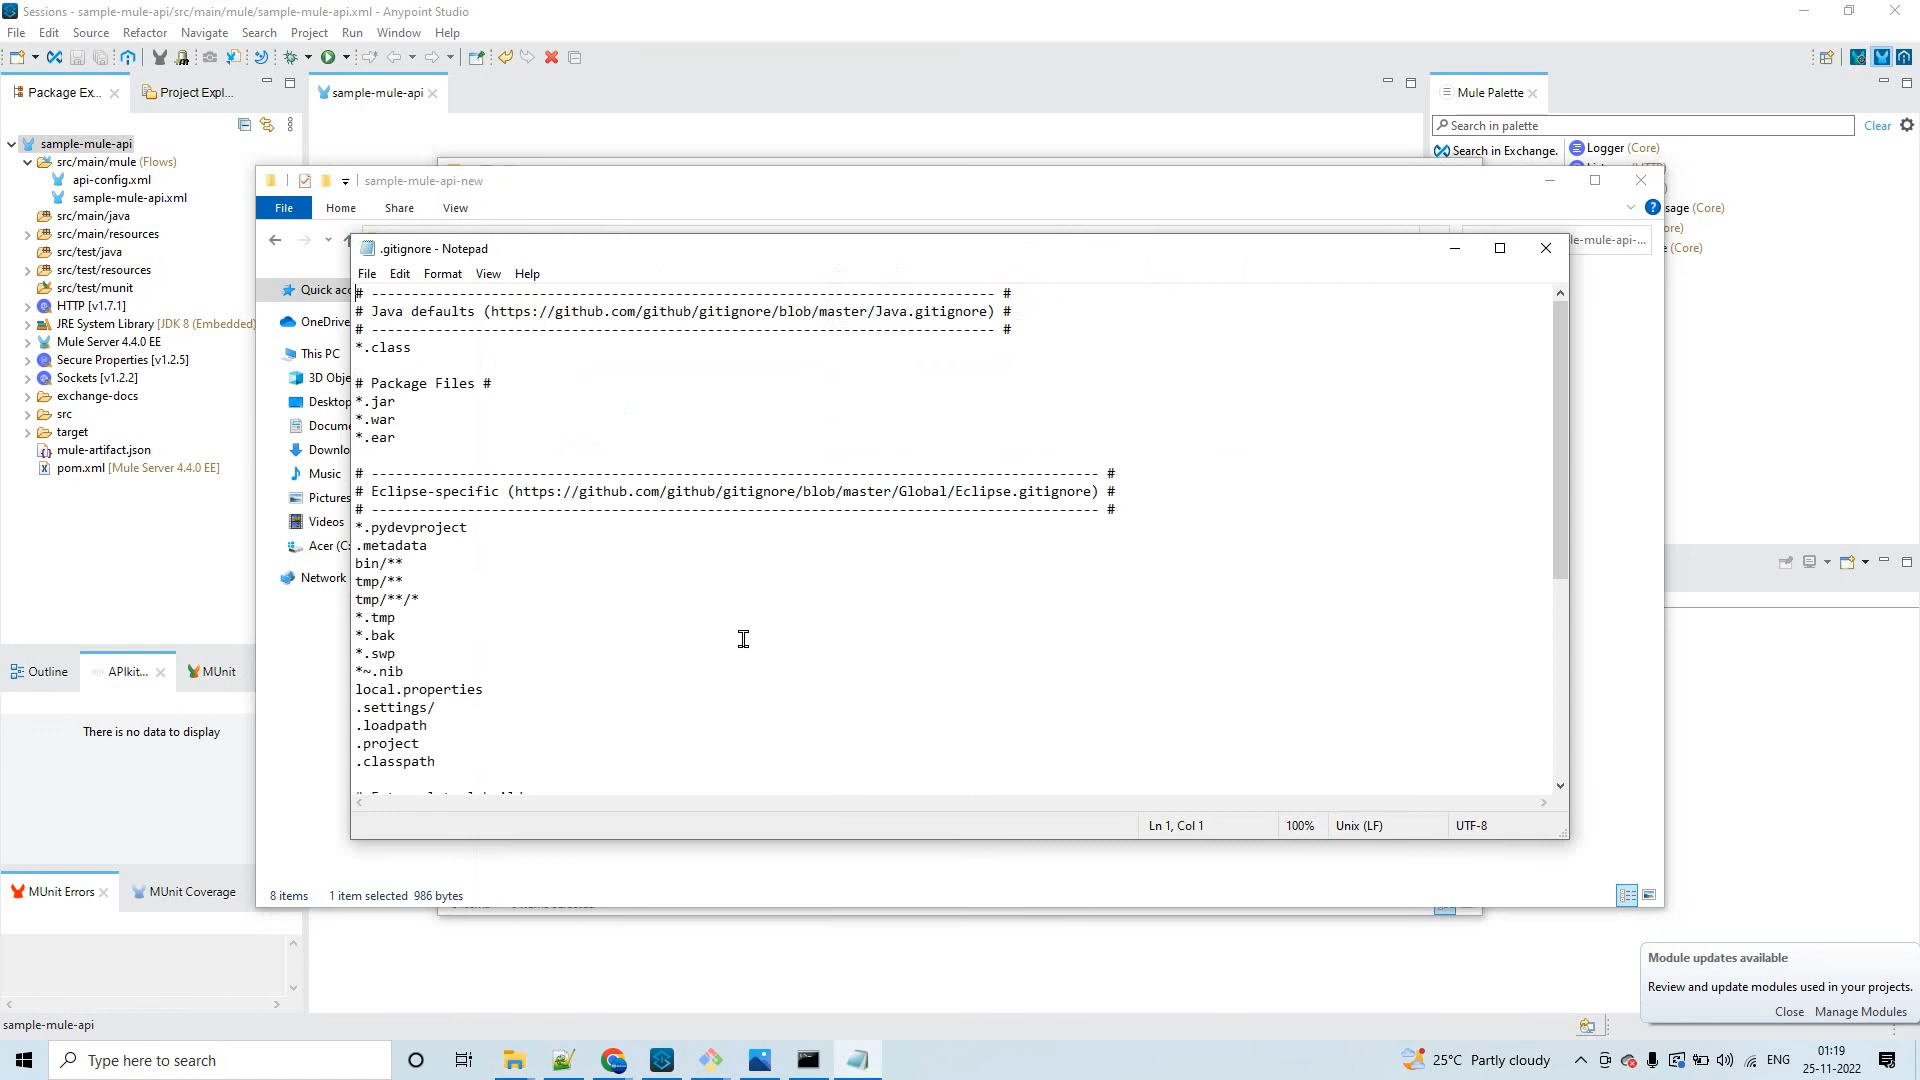 Sessions - sample-mule-api/src/main/mule/sample-mule-api.xml - Anypoint Studio
File Edit Source Refactor Navigate Search Project Run Window Help
Package Ex... Project Expl... sample-mule-api Mule Palette
Search in palette Clear
sample-mule-api
src/main/mule (Flows)
api-config.xml
sample-mule-api.xml
src/main/java
src/main/resources
src/test/java
src/test/resources
src/test/munit
HTTP [v1.7.1]
JRE System Library [JDK 8 (Embedded)
Mule Server 4.4.0 EE
Secure Properties [v1.2.5]
Sockets [v1.2.2]
exchange-docs
src
target
mule-artifact.json
pom.xml [Mule Server 4.4.0 EE]
Search in Exchange. Logger (Core)
sage (Core)
(Core)
sample-mule-api-new
File Home Share View
le-mule-api-...
Quick acc
OneDrive
This PC
3D Obje
Desktop
Docume
Downlo
Music
Pictures
Videos
Acer (C:
Network
.gitignore - Notepad
File Edit Format View Help
# ------------------------------------------------------------------------------ #
# Java defaults (https://github.com/github/gitignore/blob/master/Java.gitignore) #
# ------------------------------------------------------------------------------ #
*.class
# Package Files #
*.jar
*.war
*.ear
# ------------------------------------------------------------------------------------------- #
# Eclipse-specific (https://github.com/github/gitignore/blob/master/Global/Eclipse.gitignore) #
# ------------------------------------------------------------------------------------------- #
*.pydevproject
.metadata
bin/**
tmp/**
tmp/**/*
*.tmp
*.bak
*.swp
*~.nib
local.properties
.settings/
.loadpath
.project
.classpath
Ln 1, Col 1 100% Unix (LF) UTF-8
8 items 1 item selected 986 bytes
Outline APIkit... MUnit
There is no data to display
MUnit Errors MUnit Coverage
sample-mule-api
Module updates available
Review and update modules used in your projects.
Close Manage Modules
Type here to search
25°C Partly cloudy
ENG
01:19
25-11-2022